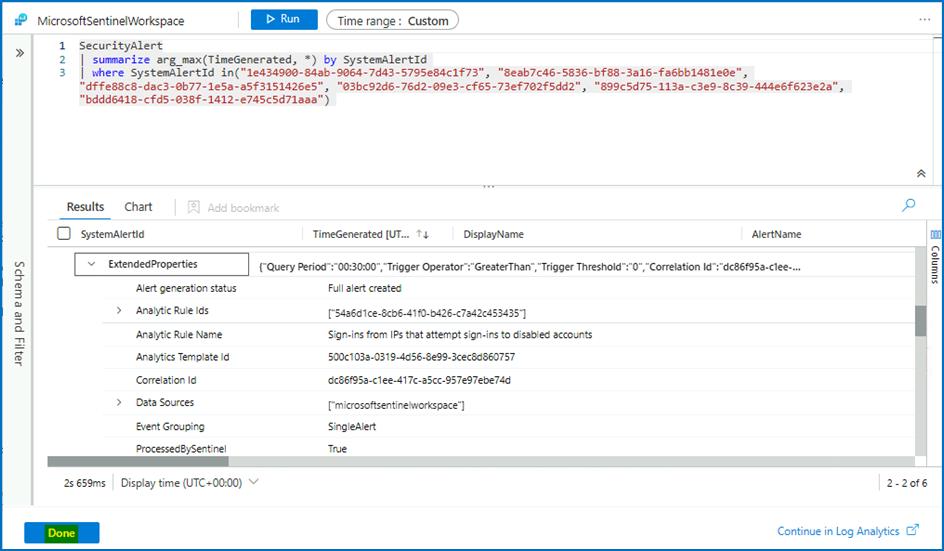 MicrosoftSentinelWorkspace
Run
Time range : Custom
1 SecurityAlert
2 | summarize arg_max(TimeGenerated, *) by SystemAlertId
3 | where SystemAlertId in("1e434900-84ab-9064-7d43-5795e84c1f73", "8eab7c46-5836-bf88-3a16-fa6bb1481e0e",
"dffe88c8-dac3-0b77-1e5a-a5f3151426e5", "03bc92d6-76d2-09e3-cf65-73ef702f5dd2", "899c5d75-113a-c3e9-8c39-444e6f623e2a",
"bddd6418-cfd5-038f-1412-e745c5d71aaa")
Results Chart Add bookmark
SystemAlertId TimeGenerated [UT... DisplayName AlertName
ExtendedProperties {"Query Period":"00:30:00","Trigger Operator":"GreaterThan","Trigger Threshold":"0","Correlation Id":"dc86f95a-c1ee-...
Alert generation status Full alert created
Analytic Rule Ids ["54a6d1ce-8cb6-41f0-b426-c7a42c453435"]
Analytic Rule Name Sign-ins from IPs that attempt sign-ins to disabled accounts
Analytics Template Id 500c103a-0319-4d56-8e99-3cec8d860757
Correlation Id dc86f95a-c1ee-417c-a5cc-957e97ebe74d
Data Sources ["microsoftsentinelworkspace"]
Event Grouping SingleAlert
ProcessedBySentinel True
Schema and Filter
Columns
2s 659ms Display time (UTC+00:00) 2 - 2 of 6
Done
Continue in Log Analytics